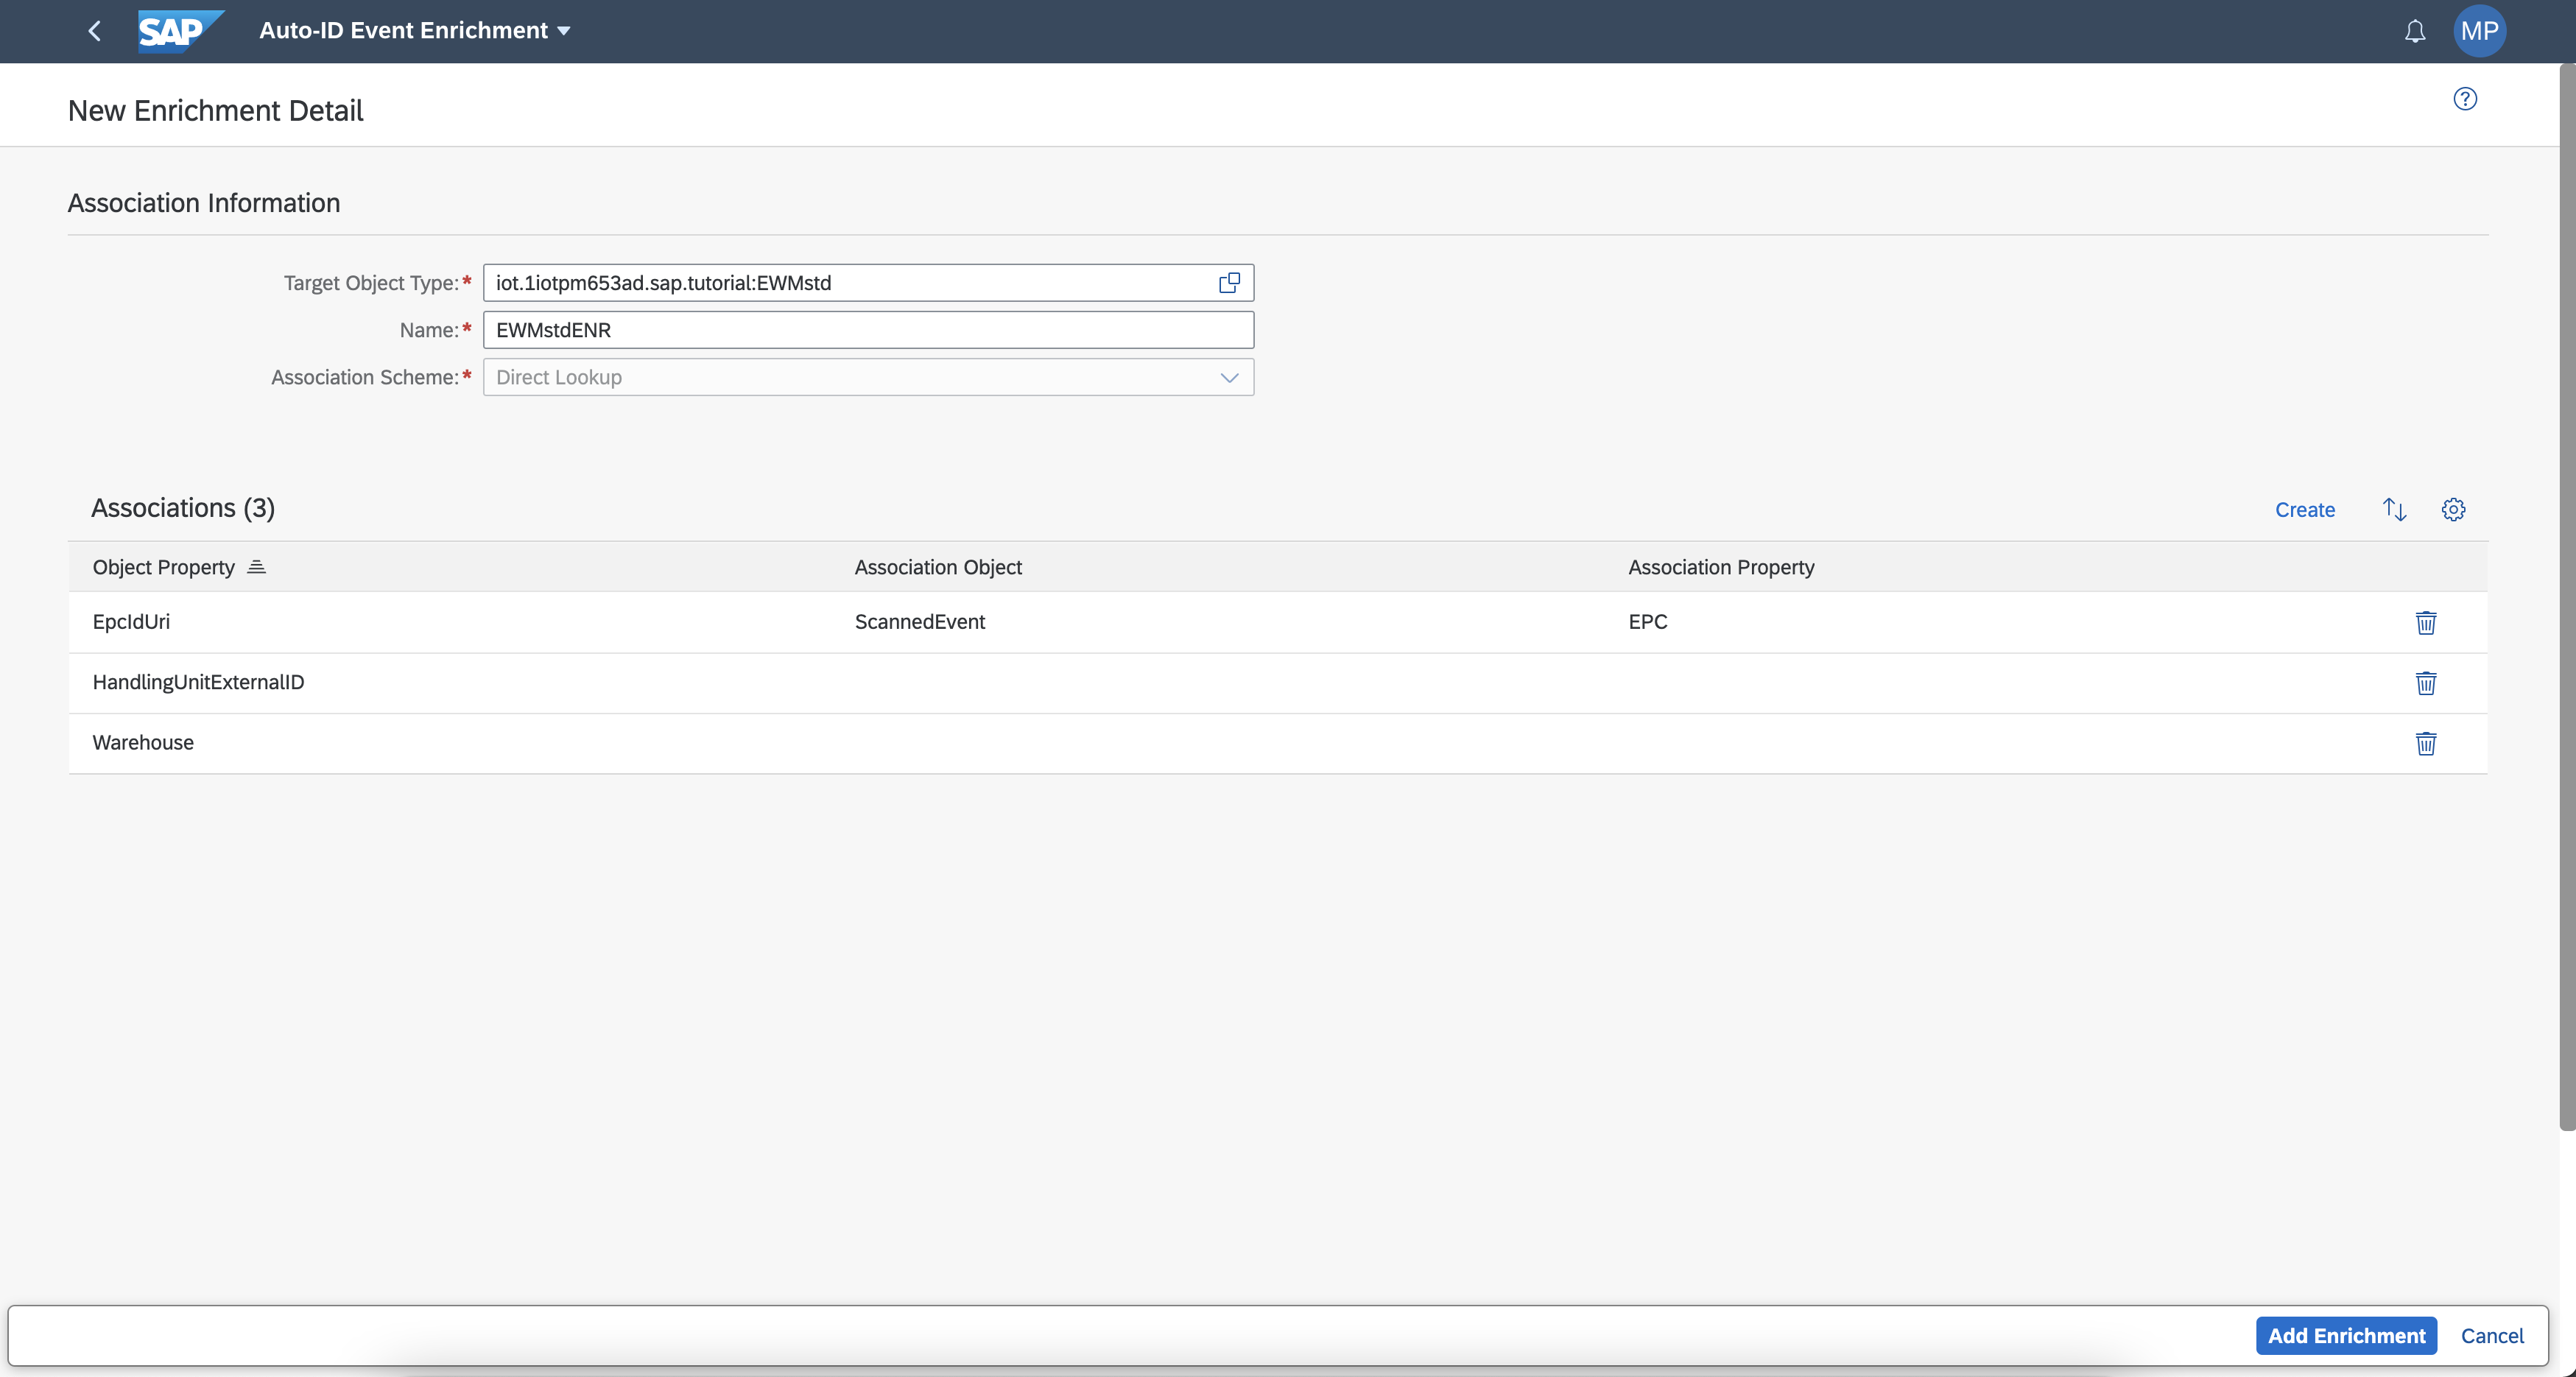 SAP Auto-ID Event Enrichment MP
New Enrichment Detail ?
Association Information
Target Object Type:* iot.1iotpm653ad.sap.tutorial:EWMstd
Name:* EWMstdENR
Association Scheme:* Direct Lookup
Associations (3) Create
Object Property Association Object Association Property
EpcIdUri ScannedEvent EPC
HandlingUnitExternalID
Warehouse
Add Enrichment Cancel